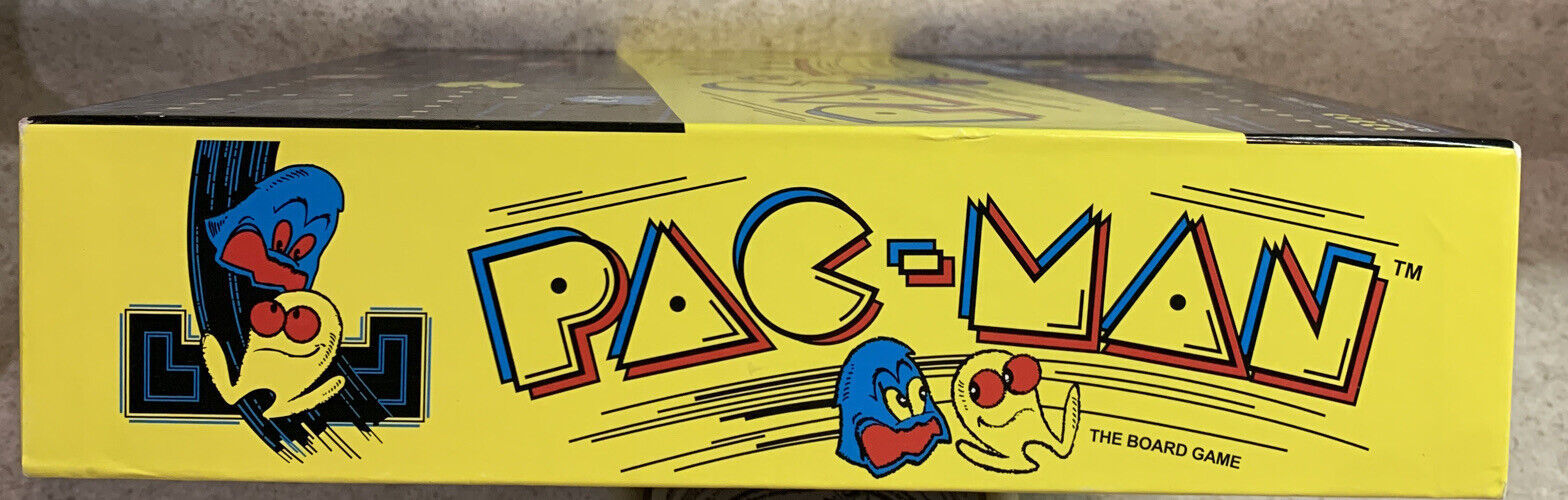 PAC-MAN™
THE BOARD GAME